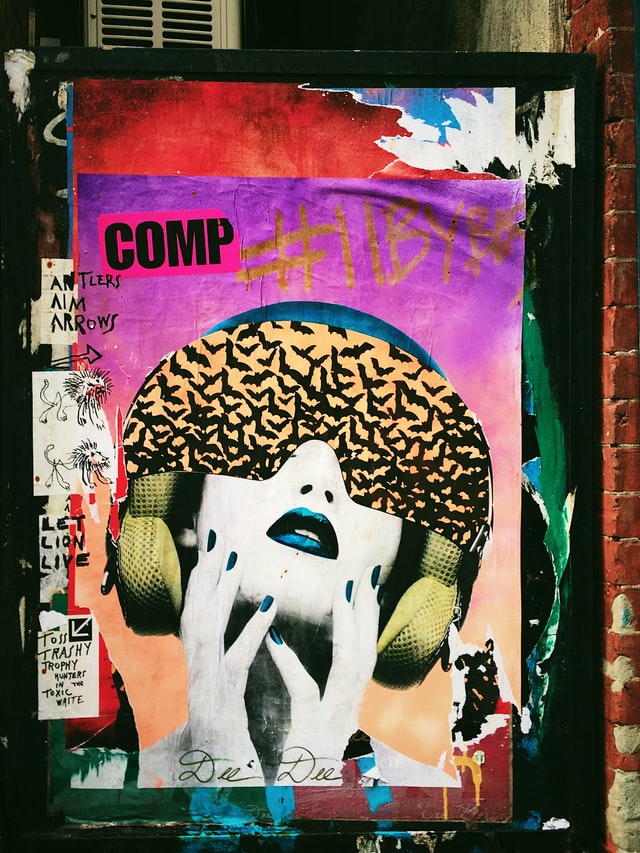 COMP
ANTLERS
AIM
ARROWS
LET
LION
LIVE
TOSS
TRASHY
TROPHY
HUNTERS
IN THE
TOXIC
WASTE
Dee Dee